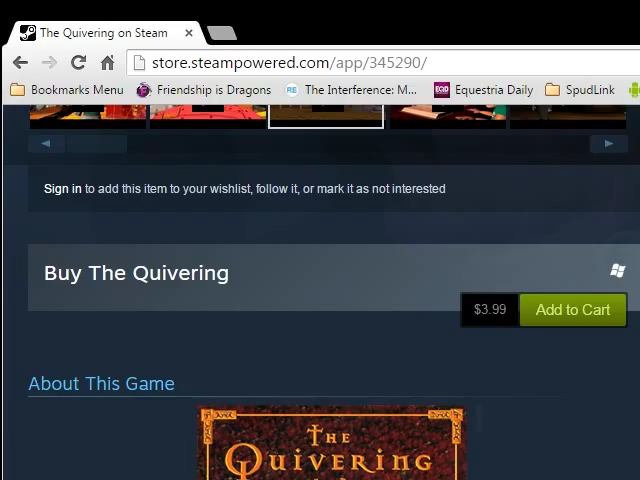 The Quivering on Steam
store.steampowered.com/app/345290/
Bookmarks Menu
Friendship is Dragons
The Interference: M...
Equestria Daily
SpudLink
Sign in to add this item to your wishlist, follow it, or mark it as not interested
Buy The Quivering
$3.99
Add to Cart
About This Game
THE
QUIVERING